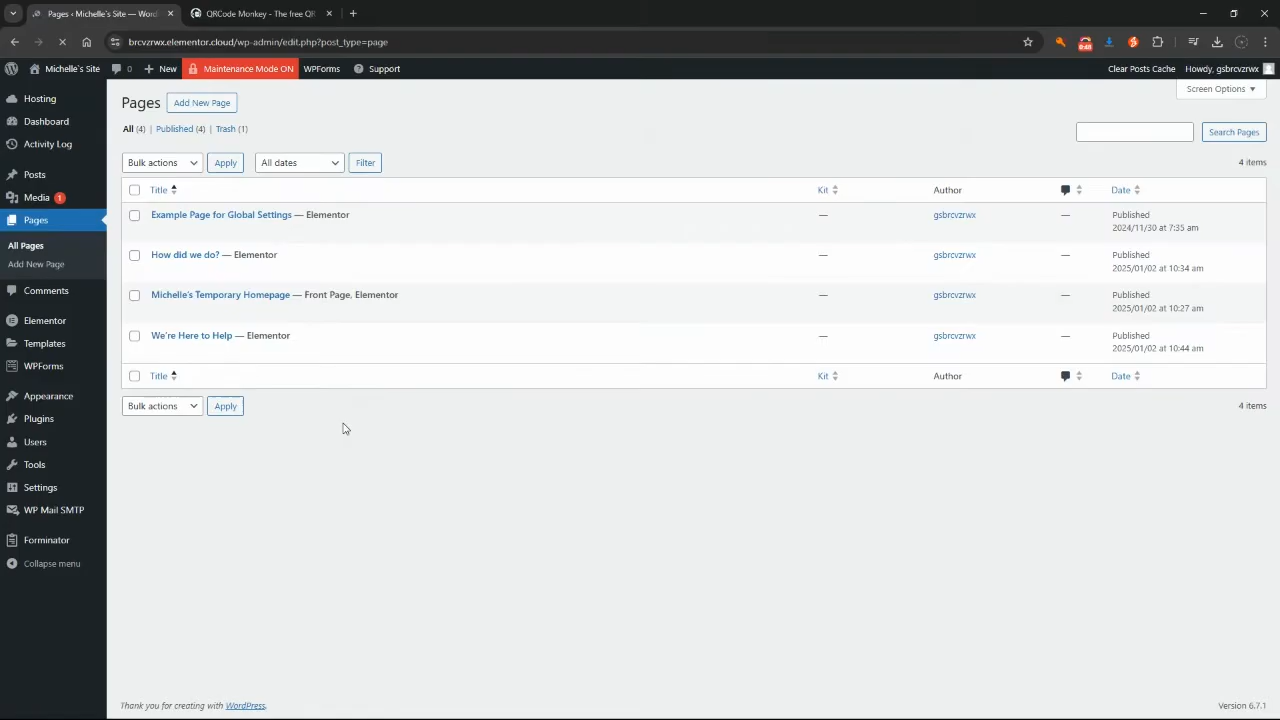 Pages ‹ Michelle's Site — Word
QRCode Monkey - The free QR
brcvzrwx.elementor.cloud/wp-admin/edit.php?post_type=page
0:40
Michelle's Site 0 New Maintenance Mode ON WPForms Support Clear Posts Cache Howdy, gsbrcvzrwx
Hosting
Dashboard
Activity Log
Posts
Media 1
Pages
All Pages
Add New Page
Comments
Elementor
Templates
WPForms
Appearance
Plugins
Users
Tools
Settings
WP Mail SMTP
Forminator
Collapse menu
Screen Options
Pages Add New Page
All (4) | Published (4) | Trash (1)
Search Pages
Bulk actions Apply All dates Filter 4 items
Title Kit Author Date
Example Page for Global Settings — Elementor — gsbrcvzrwx — Published
2024/11/30 at 7:35 am
How did we do? — Elementor — gsbrcvzrwx — Published
2025/01/02 at 10:34 am
Michelle's Temporary Homepage — Front Page, Elementor — gsbrcvzrwx — Published
2025/01/02 at 10:27 am
We're Here to Help — Elementor — gsbrcvzrwx — Published
2025/01/02 at 10:44 am
Title Kit Author Date
Bulk actions Apply 4 items
Thank you for creating with WordPress. Version 6.7.1